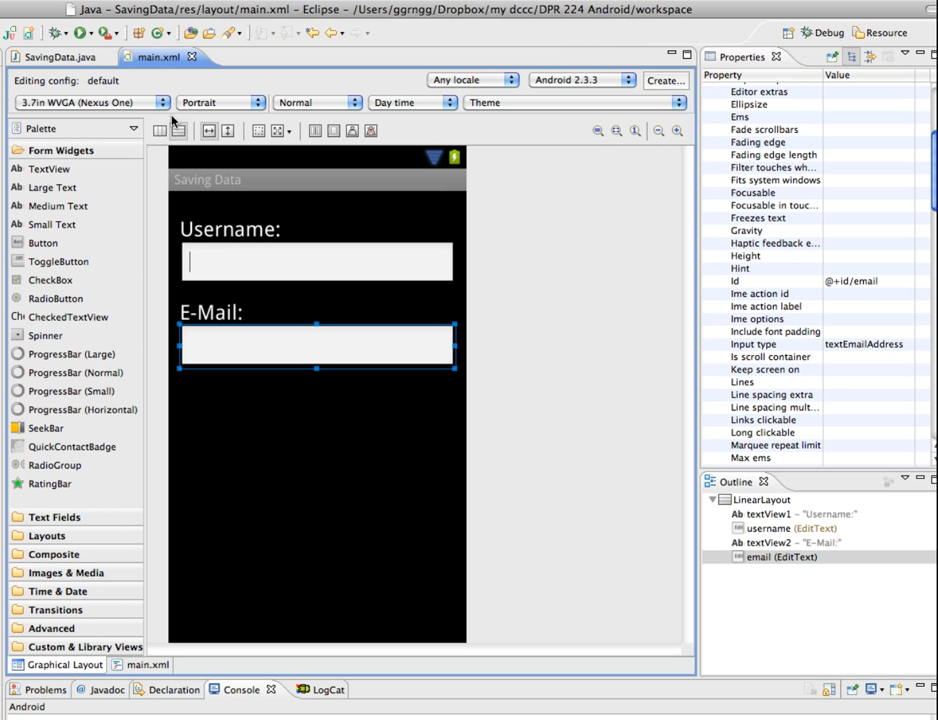 Java - SavingData/res/layout/main.xml - Eclipse - /Users/ggrngg/Dropbox/my dccc/DPR 224 Android/workspace
Debug Resource
SavingData.java main.xml
Editing config: default Any locale Android 2.3.3 Create...
3.7in WVGA (Nexus One) Portrait Normal Day time Theme
Palette
Form Widgets
Ab TextView
Ab Large Text
Ab Medium Text
Ab Small Text
Button
ToggleButton
CheckBox
RadioButton
CheckedTextView
Spinner
ProgressBar (Large)
ProgressBar (Normal)
ProgressBar (Small)
ProgressBar (Horizontal)
SeekBar
QuickContactBadge
RadioGroup
RatingBar
Text Fields
Layouts
Composite
Images & Media
Time & Date
Transitions
Advanced
Custom & Library Views
Graphical Layout main.xml
Saving Data
Username:
E-Mail:
Properties
Property Value
Editor extras
Ellipsize
Ems
Fade scrollbars
Fading edge
Fading edge length
Filter touches wh...
Fits system windows
Focusable
Focusable in touc...
Freezes text
Gravity
Haptic feedback e...
Height
Hint
Id @+id/email
Ime action id
Ime action label
Ime options
Include font padding
Input type textEmailAddress
Is scroll container
Keep screen on
Lines
Line spacing extra
Line spacing mult...
Links clickable
Long clickable
Marquee repeat limit
Max ems
Outline
LinearLayout
Ab textView1 - "Username:"
username (EditText)
Ab textView2 - "E-Mail:"
email (EditText)
Problems Javadoc Declaration Console LogCat
Android